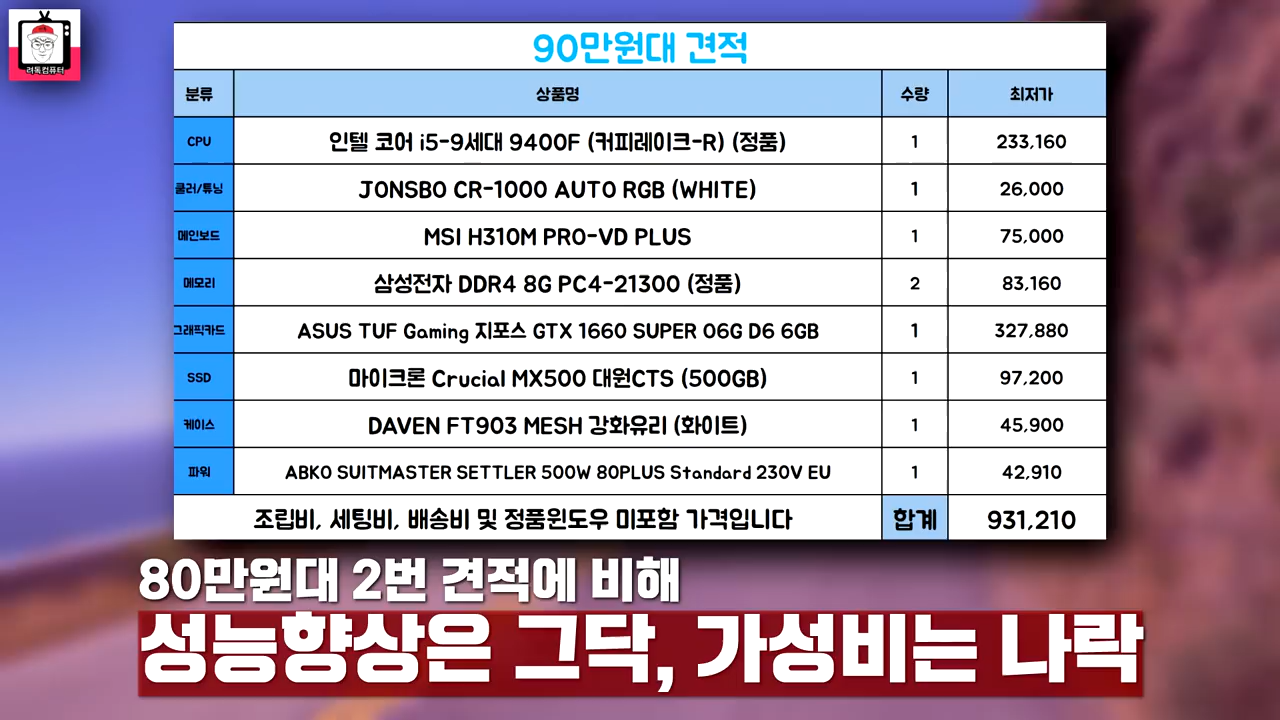 려독컴퓨터
90만원대 견적
분류 상품명 수량 최저가
CPU 인텔 코어 i5-9세대 9400F (커피레이크-R) (정품) 1 233,160
쿨러/튜닝 JONSBO CR-1000 AUTO RGB (WHITE) 1 26,000
메인보드 MSI H310M PRO-VD PLUS 1 75,000
메모리 삼성전자 DDR4 8G PC4-21300 (정품) 2 83,160
그래픽카드 ASUS TUF Gaming 지포스 GTX 1660 SUPER O6G D6 6GB 1 327,880
SSD 마이크론 Crucial MX500 대원CTS (500GB) 1 97,200
케이스 DAVEN FT903 MESH 강화유리 (화이트) 1 45,900
파워 ABKO SUITMASTER SETTLER 500W 80PLUS Standard 230V EU 1 42,910
조립비, 세팅비, 배송비 및 정품윈도우 미포함 가격입니다 합계 931,210
80만원대 2번 견적에 비해
성능향상은 그닥, 가성비는 나락